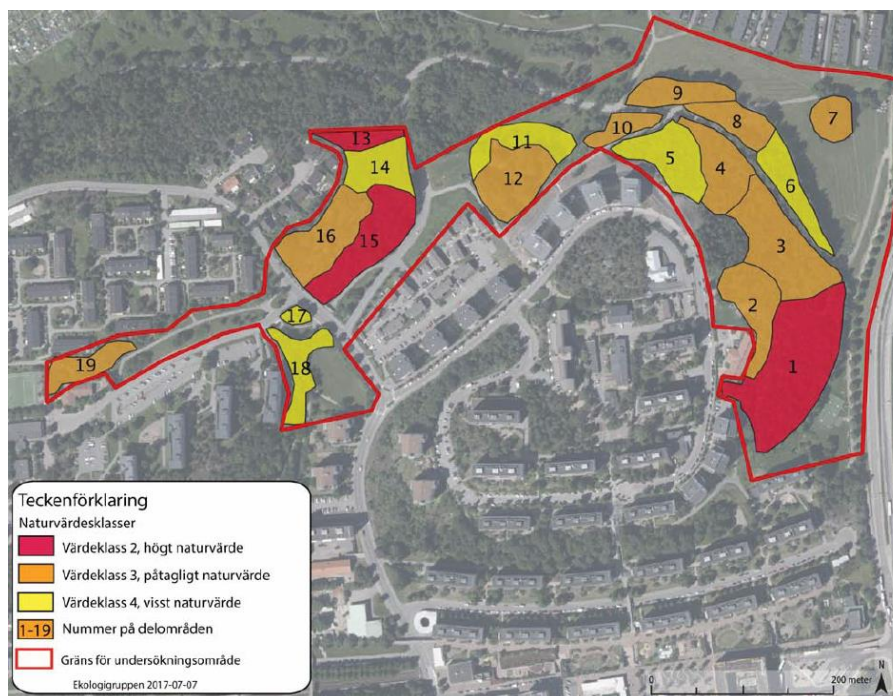 9
8
7
10
13
11
5
4
14
12
6
16
15
3
2
17
1
19
18
Teckenförklaring
Naturvärdesklasser
Värdeklass 2, högt naturvärde
Värdeklass 3, påtagligt naturvärde
Värdeklass 4, visst naturvärde
1-19 Nummer på delområden
Gräns för undersökningsområde
Ekologigruppen 2017-07-07
N
0 200 meter